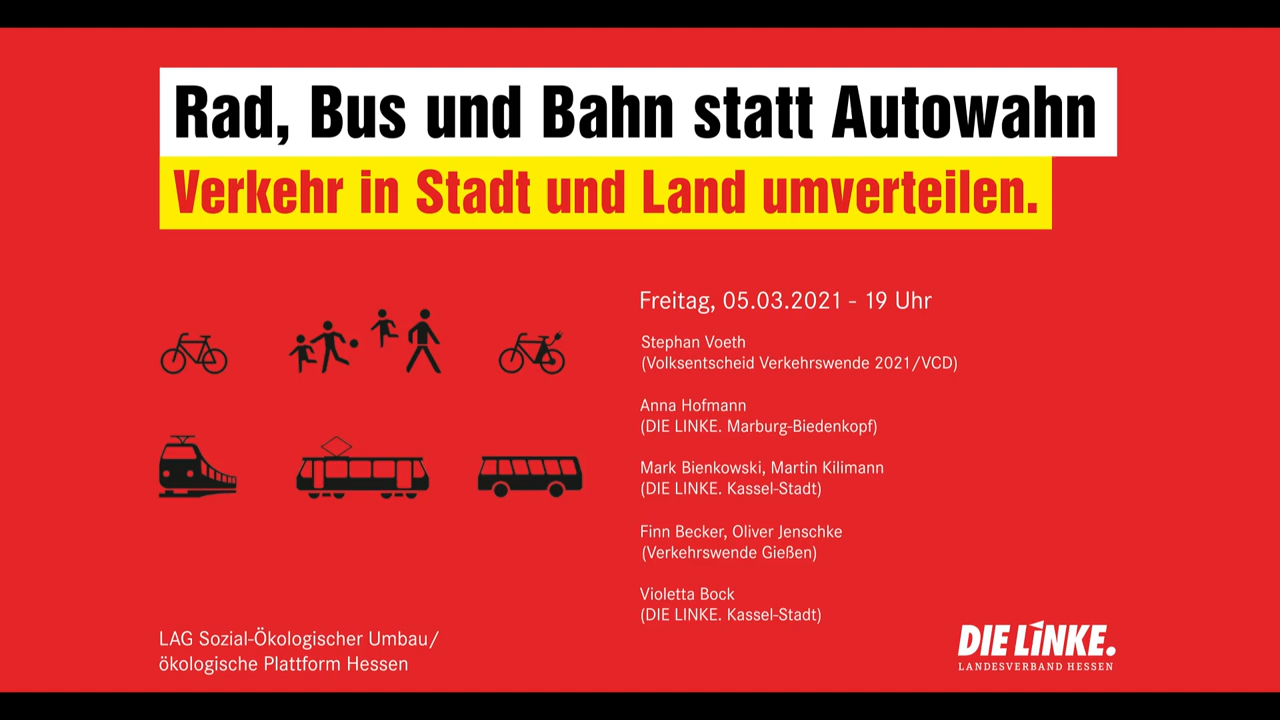 Rad, Bus und Bahn statt Autowahn
Verkehr in Stadt und Land umverteilen.
Freitag, 05.03.2021 - 19 Uhr
Stephan Voeth
(Volksentscheid Verkehrswende 2021/VCD)
Anna Hofmann
(DIE LINKE. Marburg-Biedenkopf)
Mark Bienkowski, Martin Kilimann
(DIE LINKE. Kassel-Stadt)
Finn Becker, Oliver Jenschke
(Verkehrswende Gießen)
Violetta Bock
(DIE LINKE. Kassel-Stadt)
LAG Sozial-Ökologischer Umbau/
ökologische Plattform Hessen
DIE LINKE.
LANDESVERBAND HESSEN